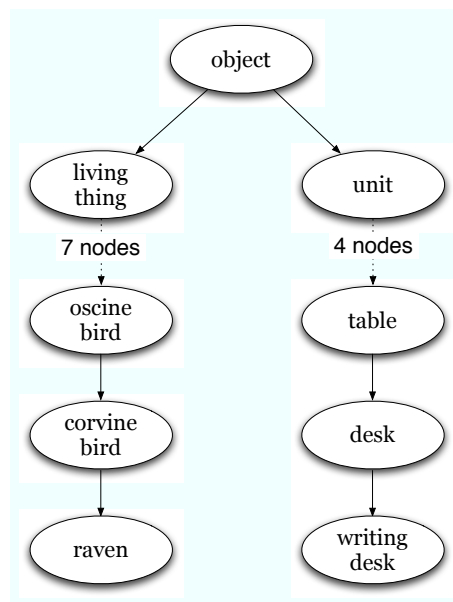 object
living
thing
unit
7 nodes
4 nodes
oscine
bird
table
corvine
bird
desk
raven
writing
desk